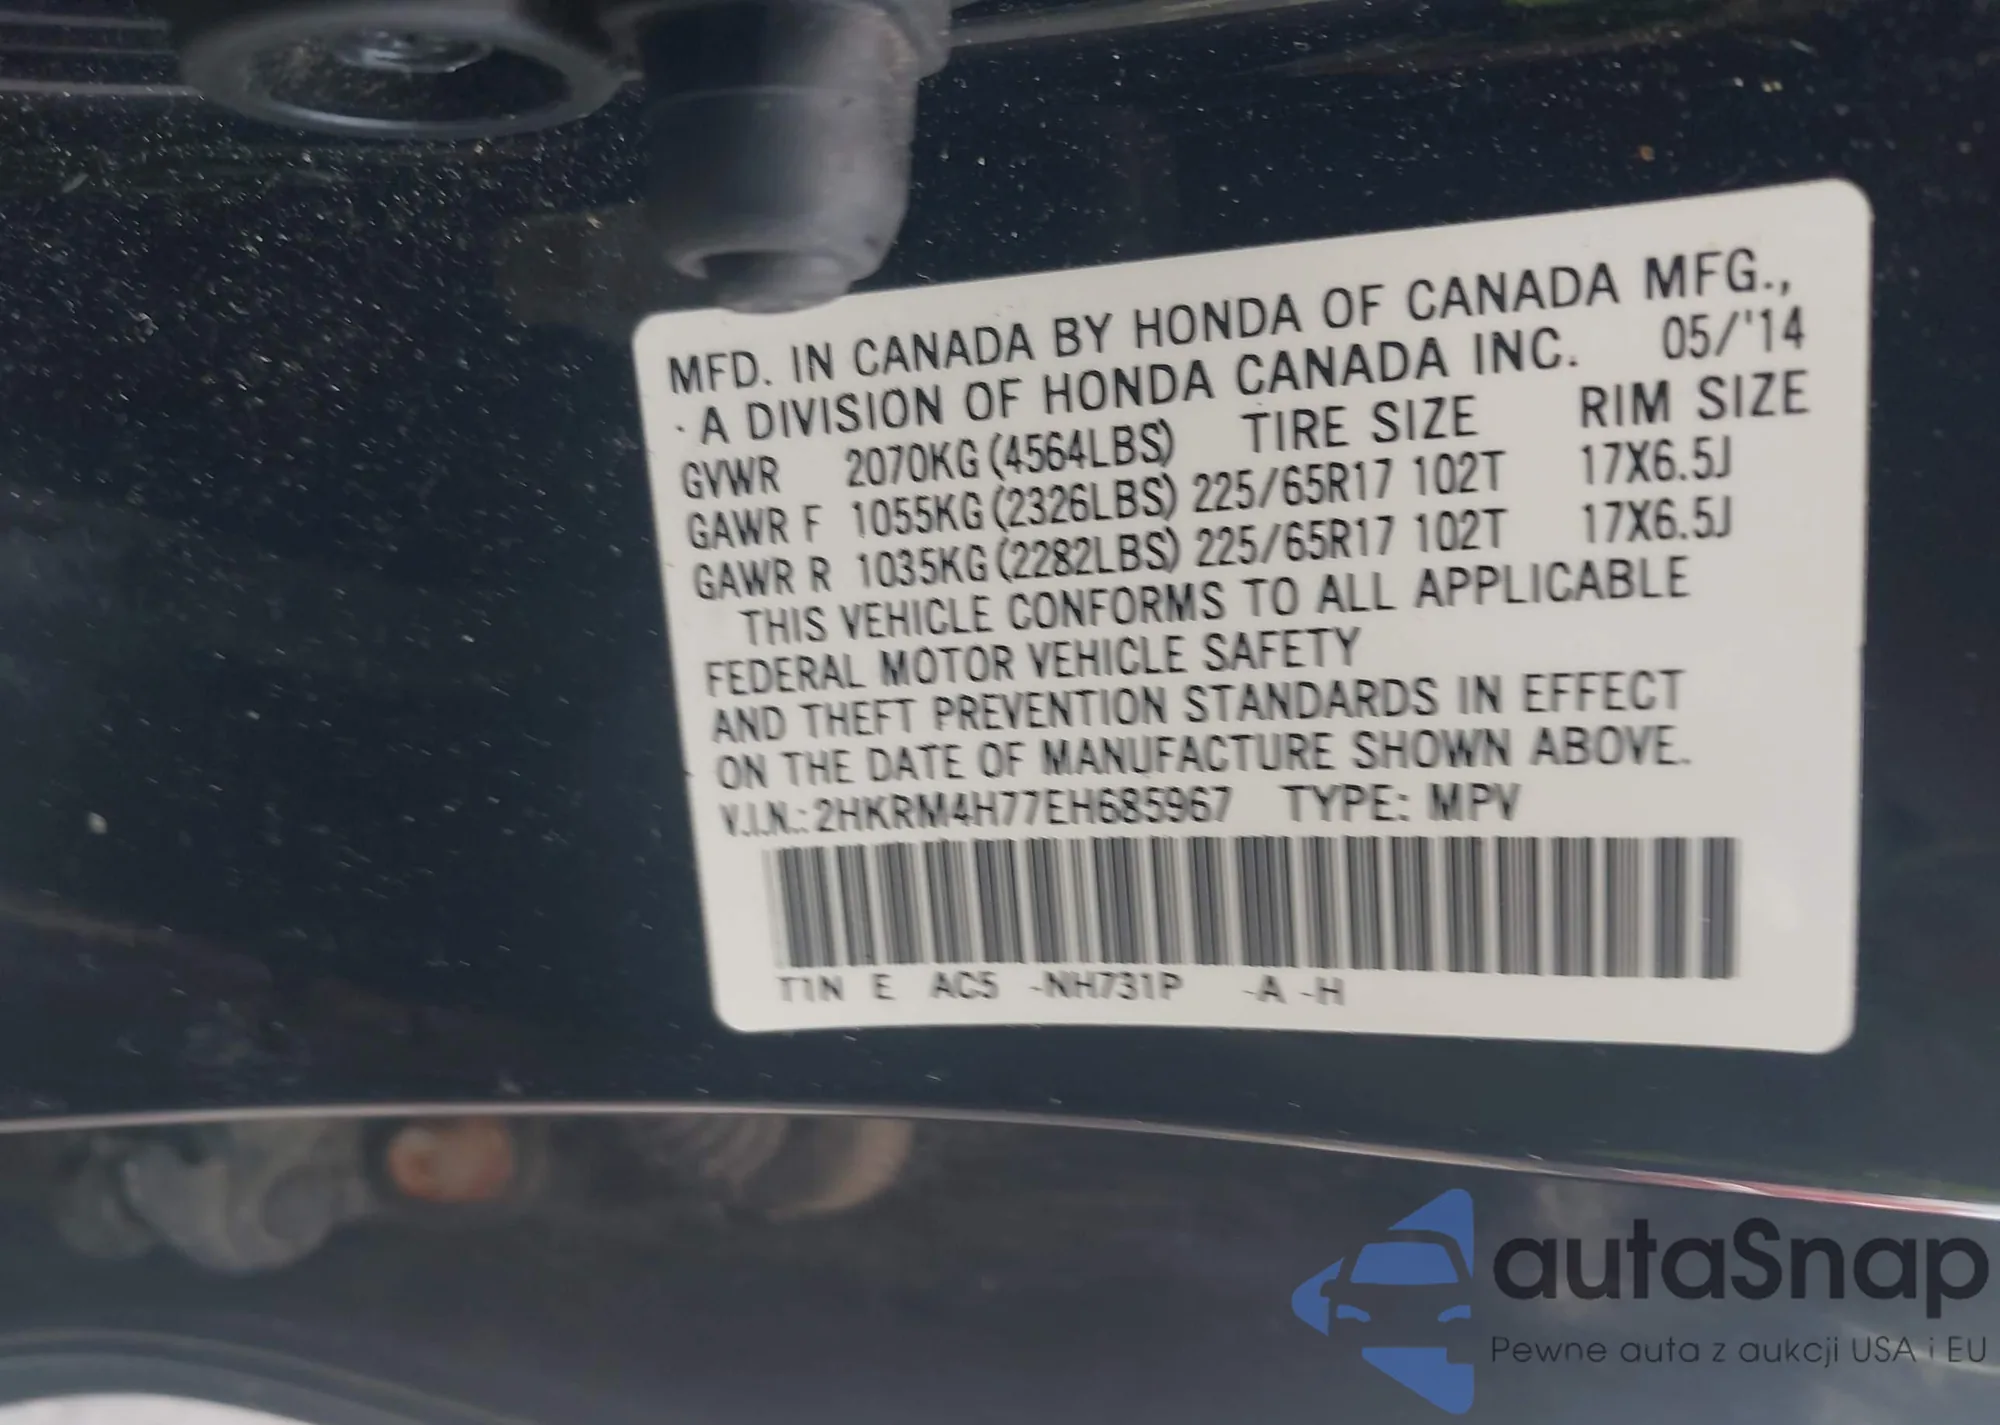 MFD. IN CANADA BY HONDA OF CANADA MFG.,
· A DIVISION OF HONDA CANADA INC. 05/'14
GVWR 2070KG (4564LBS) TIRE SIZE RIM SIZE
GAWR F 1055KG (2326LBS) 225/65R17 102T 17X6.5J
GAWR R 1035KG (2282LBS) 225/65R17 102T 17X6.5J
THIS VEHICLE CONFORMS TO ALL APPLICABLE
FEDERAL MOTOR VEHICLE SAFETY
AND THEFT PREVENTION STANDARDS IN EFFECT
ON THE DATE OF MANUFACTURE SHOWN ABOVE.
V.I.N.: 2HKRM4H77EH685967 TYPE: MPV
T1N E AC5 -NH731P -A -H
autaSnap
Pewne auta z aukcji USA i EU